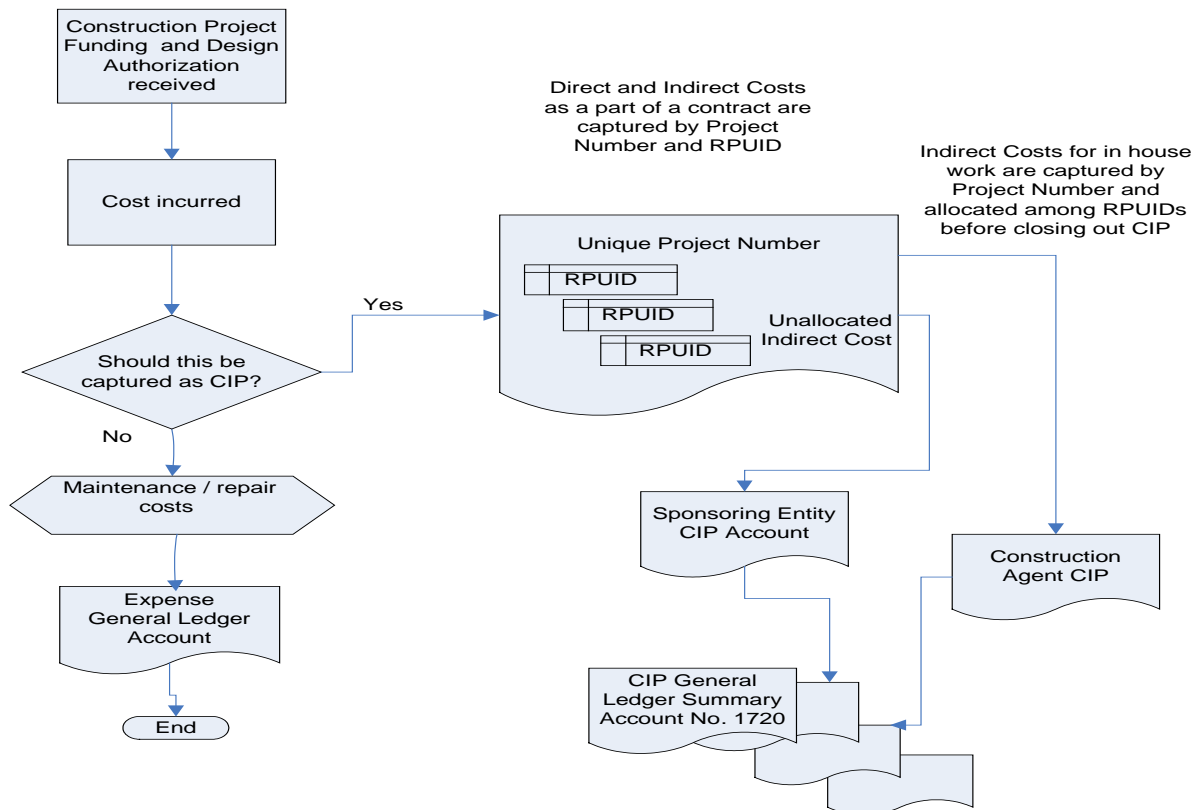 Construction Project
Funding and Design
Authorization
received
Cost incurred
Should this be
captured as CIP?
Yes
No
Maintenance / repair
costs
Expense
General Ledger
Account
End
Direct and Indirect Costs
as a part of a contract are
captured by Project
Number and RPUID
Indirect Costs for in house
work are captured by
Project Number and
allocated among RPUIDs
before closing out CIP
Unique Project Number
RPUID
RPUID
RPUID
Unallocated
Indirect Cost
Sponsoring Entity
CIP Account
Construction
Agent CIP
CIP General
Ledger Summary
Account No. 1720